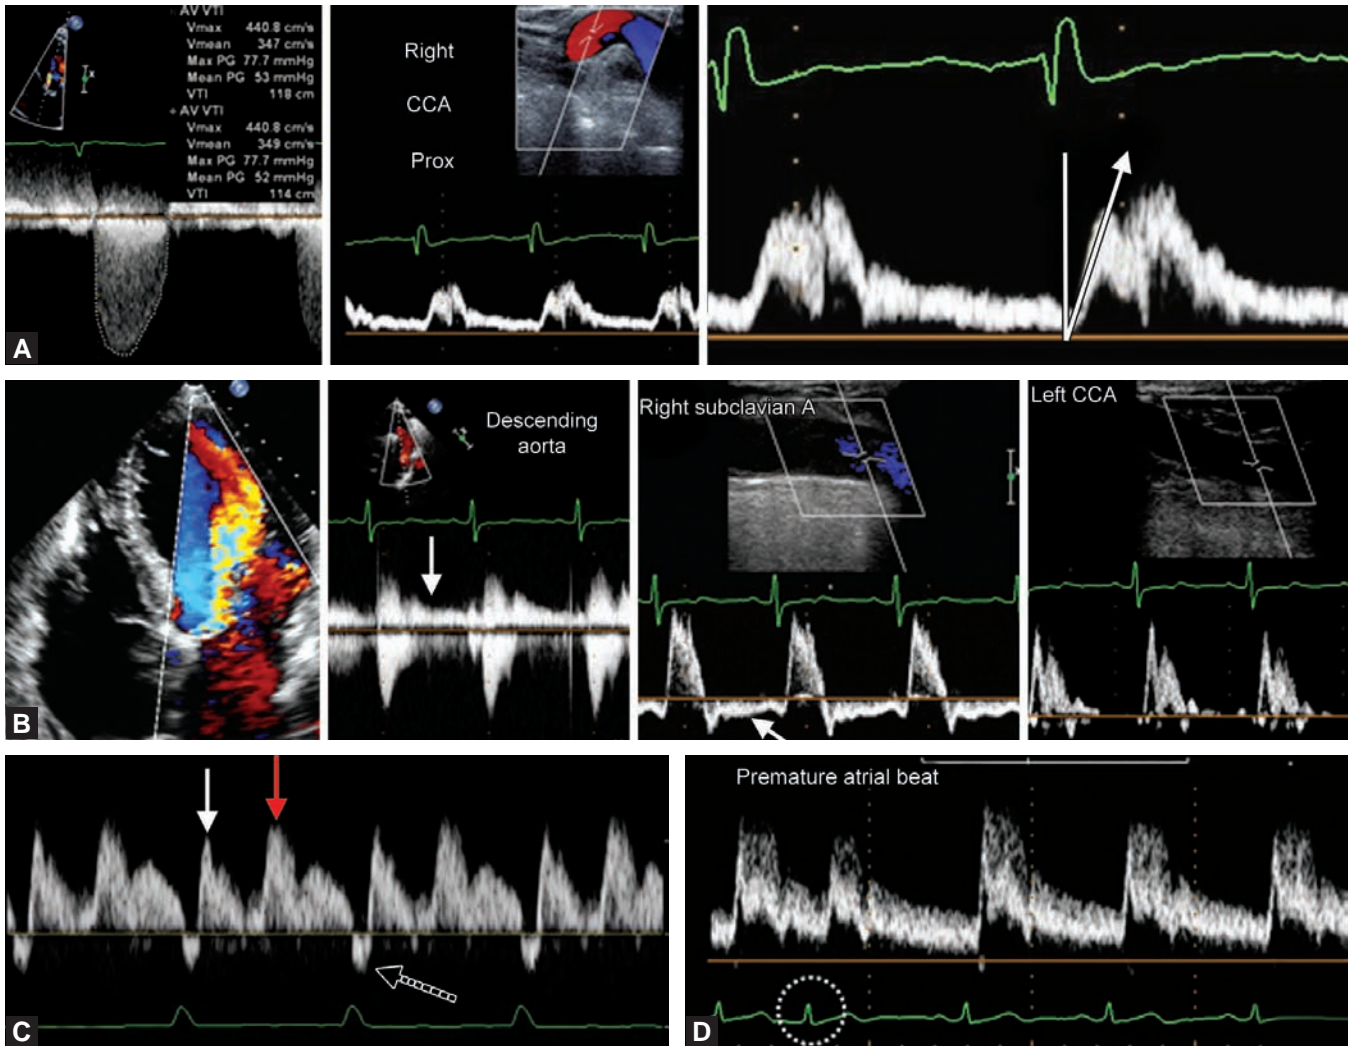 AV VTI
Vmax 440.8 cm/s
Vmean 347 cm/s
Max PG 77.7 mmHg
Mean PG 53 mmHg
VTI 118 cm
AV VTI
Vmax 440.8 cm/s
Vmean 349 cm/s
Max PG 77.7 mmHg
Mean PG 52 mmHg
VTI 114 cm
Right
CCA
Prox
A
Descending
aorta
Right subclavian A
Left CCA
B
C
Premature atrial beat
D